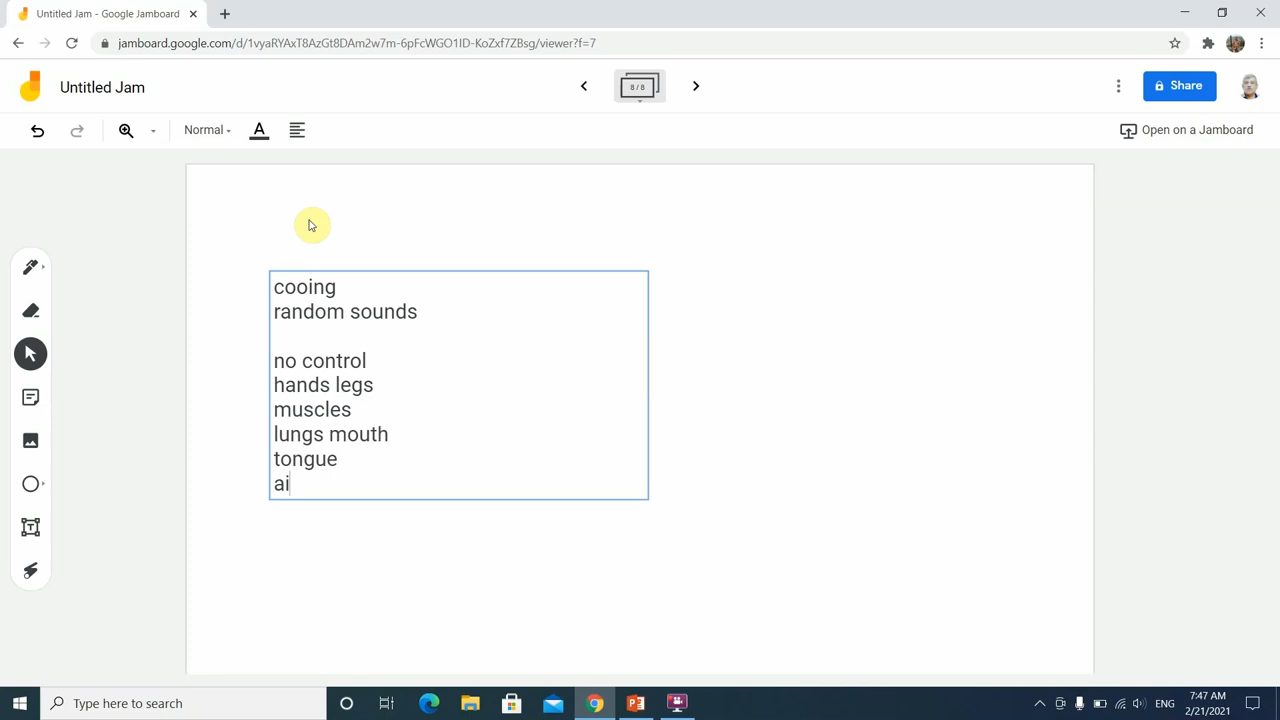 Untitled Jam - Google Jamboard
jamboard.google.com/d/1vyaRYAxT8AzGt8DAm2w7m-6pFcWGO1ID-KoZxf7ZBsg/viewer?f=7
Untitled Jam
8 / 8
Share
Normal
A
Open on a Jamboard
cooing
random sounds
no control
hands legs
muscles
lungs mouth
tongue
ai
T
Type here to search
ENG
7:47 AM
2/21/2021